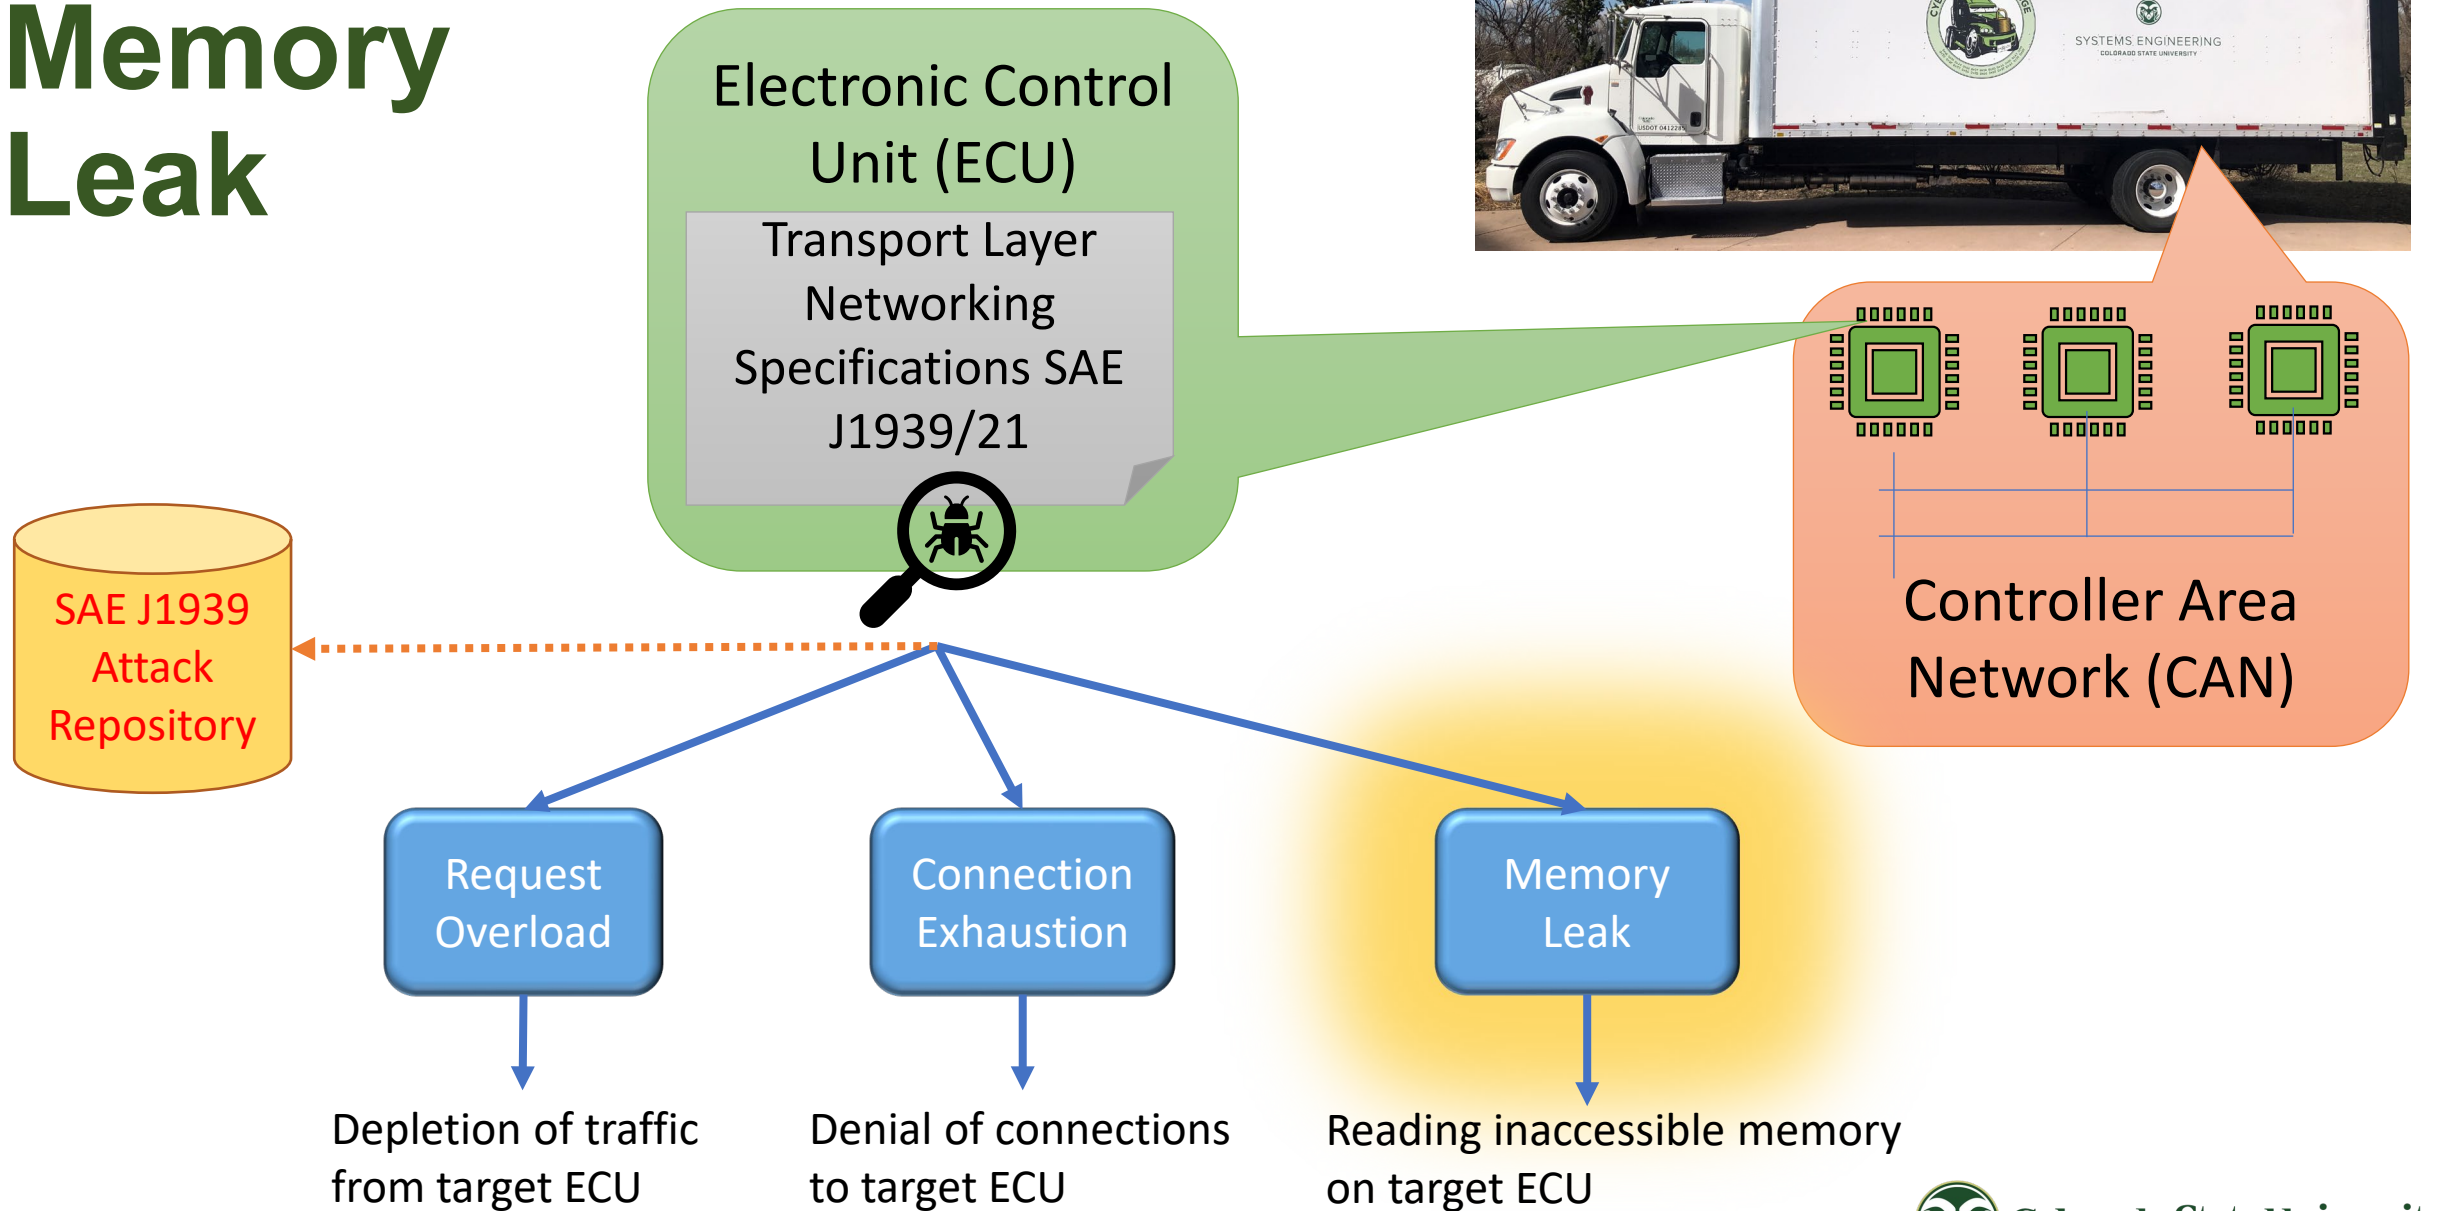 Memory
Leak
Electronic Control
Unit (ECU)
Transport Layer
Networking
Specifications SAE
J1939/21
SYSTEMS ENGINEERING
COLORADO STATE UNIVERSITY
USDOT 0412285
Controller Area
Network (CAN)
SAE J1939
Attack
Repository
Request
Overload
Connection
Exhaustion
Memory
Leak
Depletion of traffic
from target ECU
Denial of connections
to target ECU
Reading inaccessible memory
on target ECU